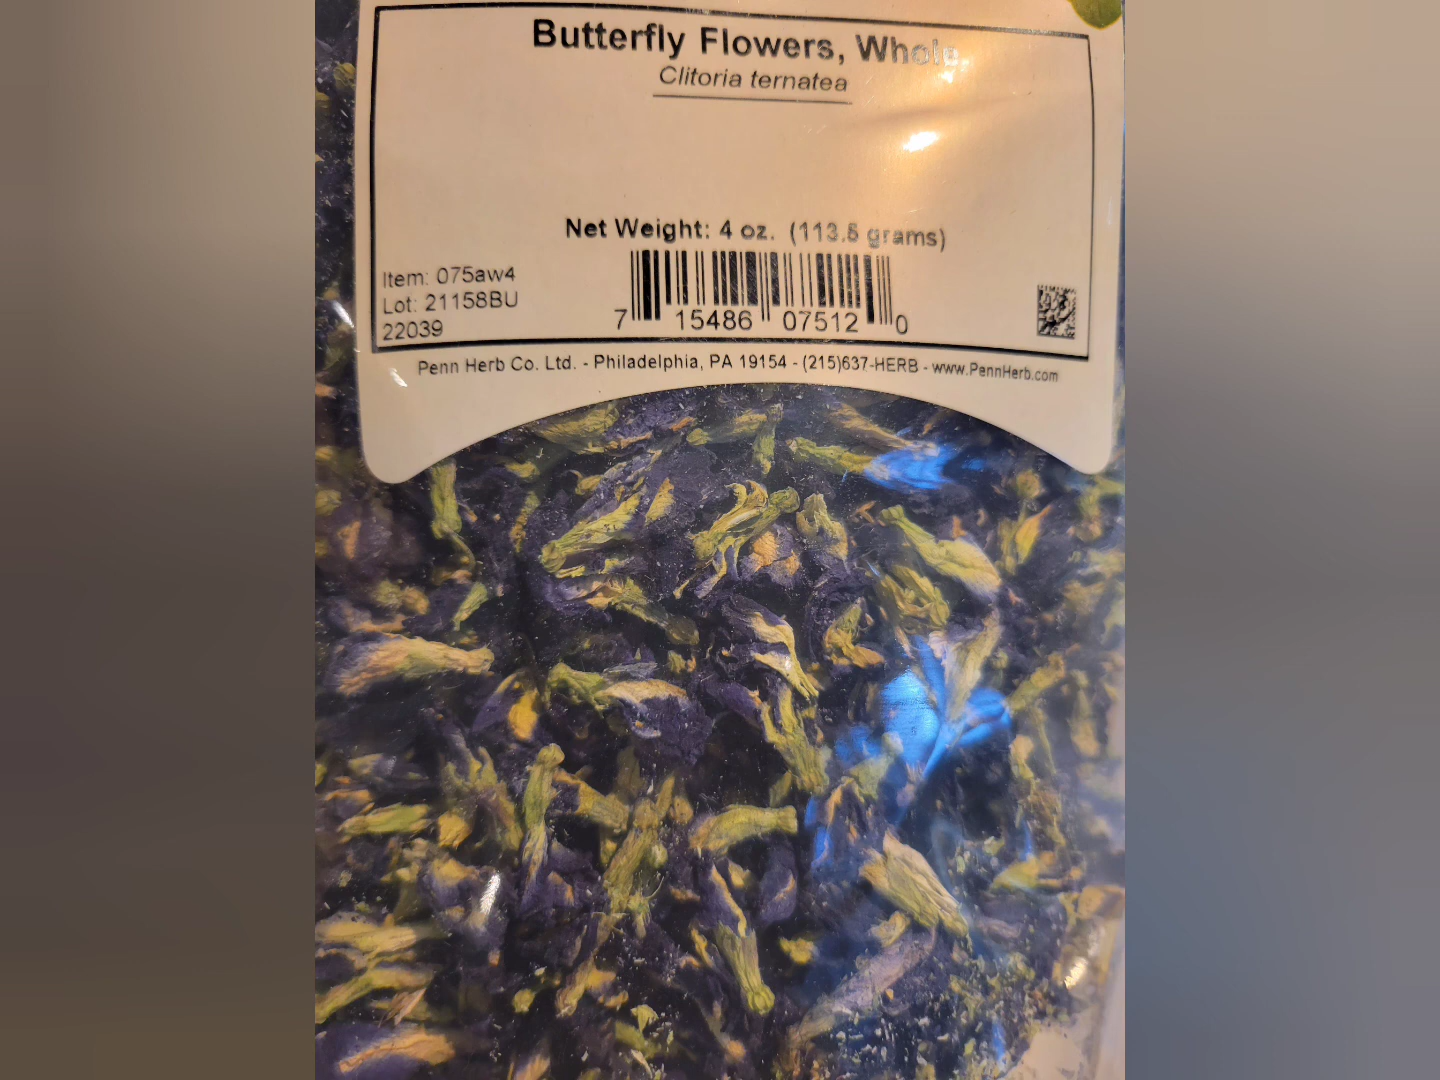 Butterfly Flowers, Whole
Clitoria ternatea
Net Weight: 4 oz. (113.5 grams)
Item: 075aw4
Lot: 21158BU
22039
7 15486 07512 0
Penn Herb Co. Ltd. - Philadelphia, PA 19154 - (215)637-HERB - www.PennHerb.com